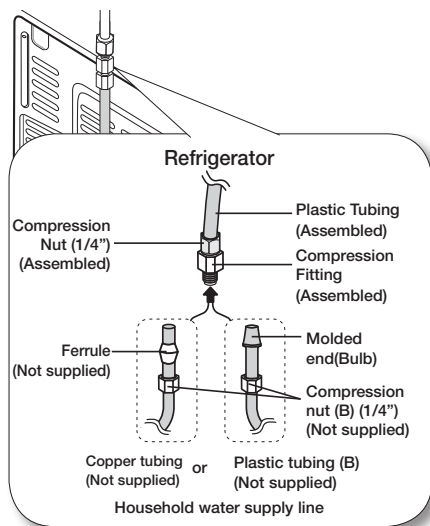 Refrigerator
Compression
Nut (1/4”)
(Assembled)
Plastic Tubing
(Assembled)
Compression
Fitting
(Assembled)
Ferrule
(Not supplied)
Molded
end(Bulb)
Compression
nut (B) (1/4”)
(Not supplied)
Copper tubing
(Not supplied)
or
Plastic tubing (B)
(Not supplied)
Household water supply line